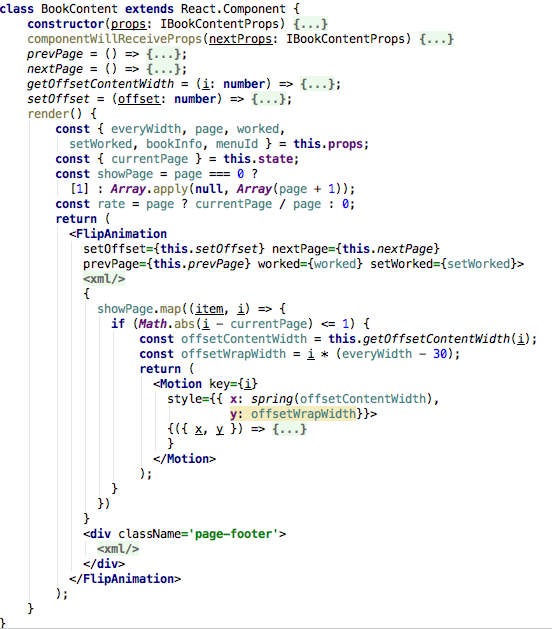 class BookContent extends React.Component {
    constructor(props: IBookContentProps) {...}
    componentWillReceiveProps(nextProps: IBookContentProps) {...}
    prevPage = () => {...};
    nextPage = () => {...};
    getOffsetContentWidth = (i: number) => {...};
    setOffset = (offset: number) => {...};
    render() {
        const { everyWidth, page, worked,
          setWorked, bookInfo, menuId } = this.props;
        const { currentPage } = this.state;
        const showPage = page === 0 ?
          [1] : Array.apply(null, Array(page + 1));
        const rate = page ? currentPage / page : 0;
        return (
          <FlipAnimation
            setOffset={this.setOffset} nextPage={this.nextPage}
            prevPage={this.prevPage} worked={worked} setWorked={setWorked}>
            <xml/>
            {
              showPage.map((item, i) => {
                if (Math.abs(i - currentPage) <= 1) {
                    const offsetContentWidth = this.getOffsetContentWidth(i);
                    const offsetWrapWidth = i * (everyWidth - 30);
                    return (
                      <Motion key={i}
                        style={{ x: spring(offsetContentWidth),
                                 y: offsetWrapWidth}}>
                        {({ x, y }) => {...}
                        }
                      </Motion>
                    );
                }
              })
            }
            <div className='page-footer'>
              <xml/>
            </div>
          </FlipAnimation>
        );
    }
}